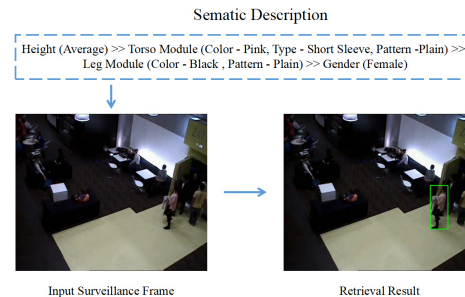 Sematic Description
Height (Average) >> Torso Module (Color - Pink, Type - Short Sleeve, Pattern -Plain) >>
Leg Module (Color - Black , Pattern - Plain) >> Gender (Female)
Input Surveillance Frame
Retrieval Result